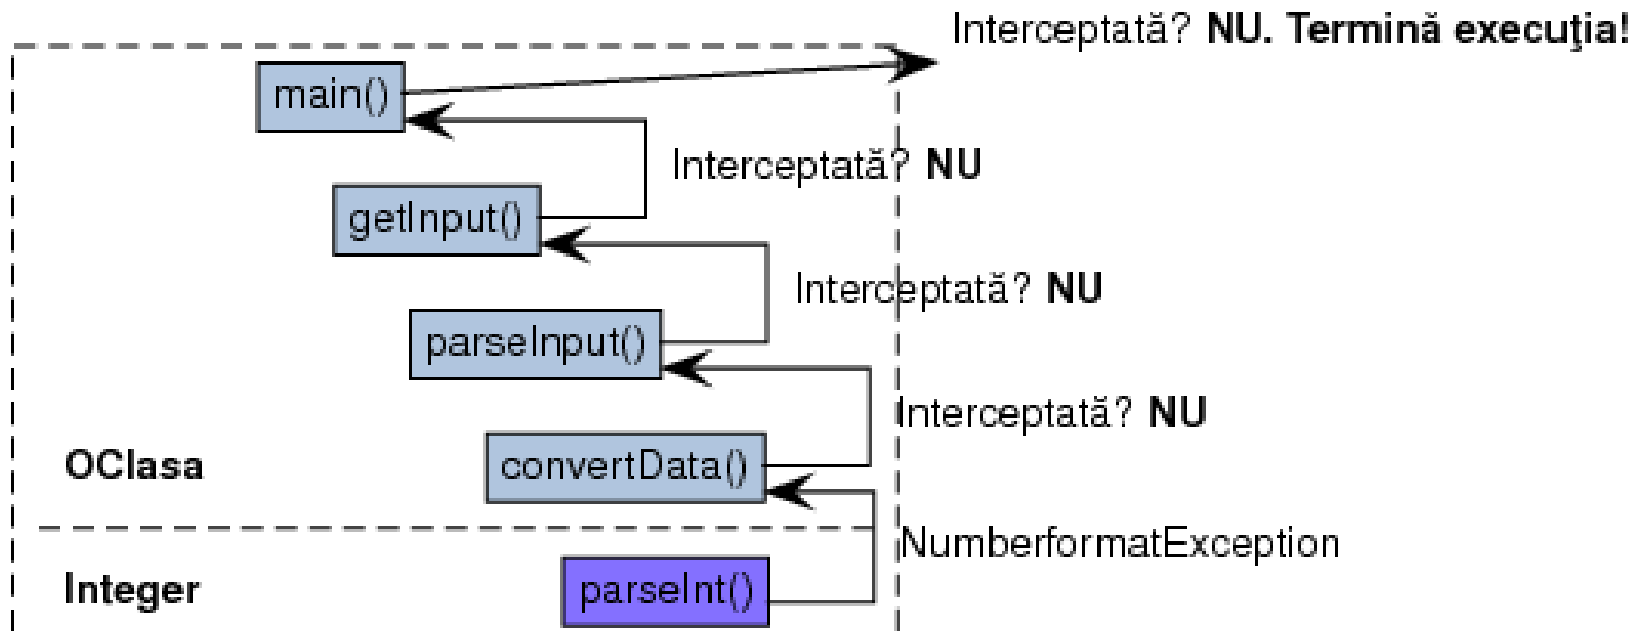 Interceptată? NU. Termină execuţia!
main()
Interceptată? NU
getInput()
Interceptată? NU
parseInput()
Interceptată? NU
OClasa
convertData()
NumberformatException
Integer
parseInt()